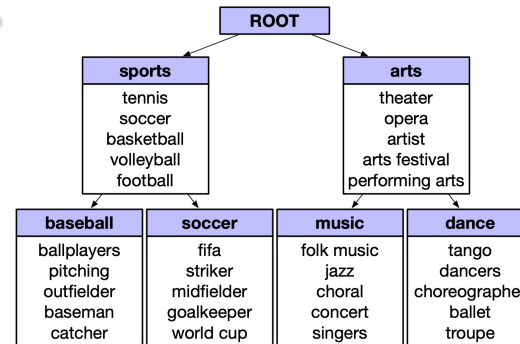 ROOT
sports
tennis
soccer
basketball
volleyball
football
arts
theater
opera
artist
arts festival
performing arts
baseball
ballplayers
pitching
outfielder
baseman
catcher
soccer
fifa
striker
midfielder
goalkeeper
world cup
music
folk music
jazz
choral
concert
singers
dance
tango
dancers
choreographe
ballet
troupe